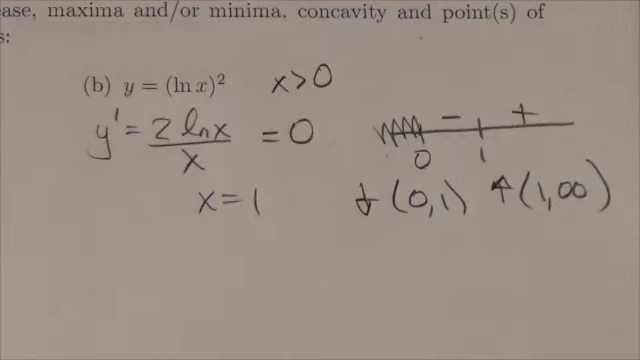 ase, maxima and/or minima, concavity and point(s) of
s:
(b) y = (ln x)² x>0
y' = 2 ln x / x = 0 - +
0 1
x = 1 ↓ (0,1) ↑ (1,∞)